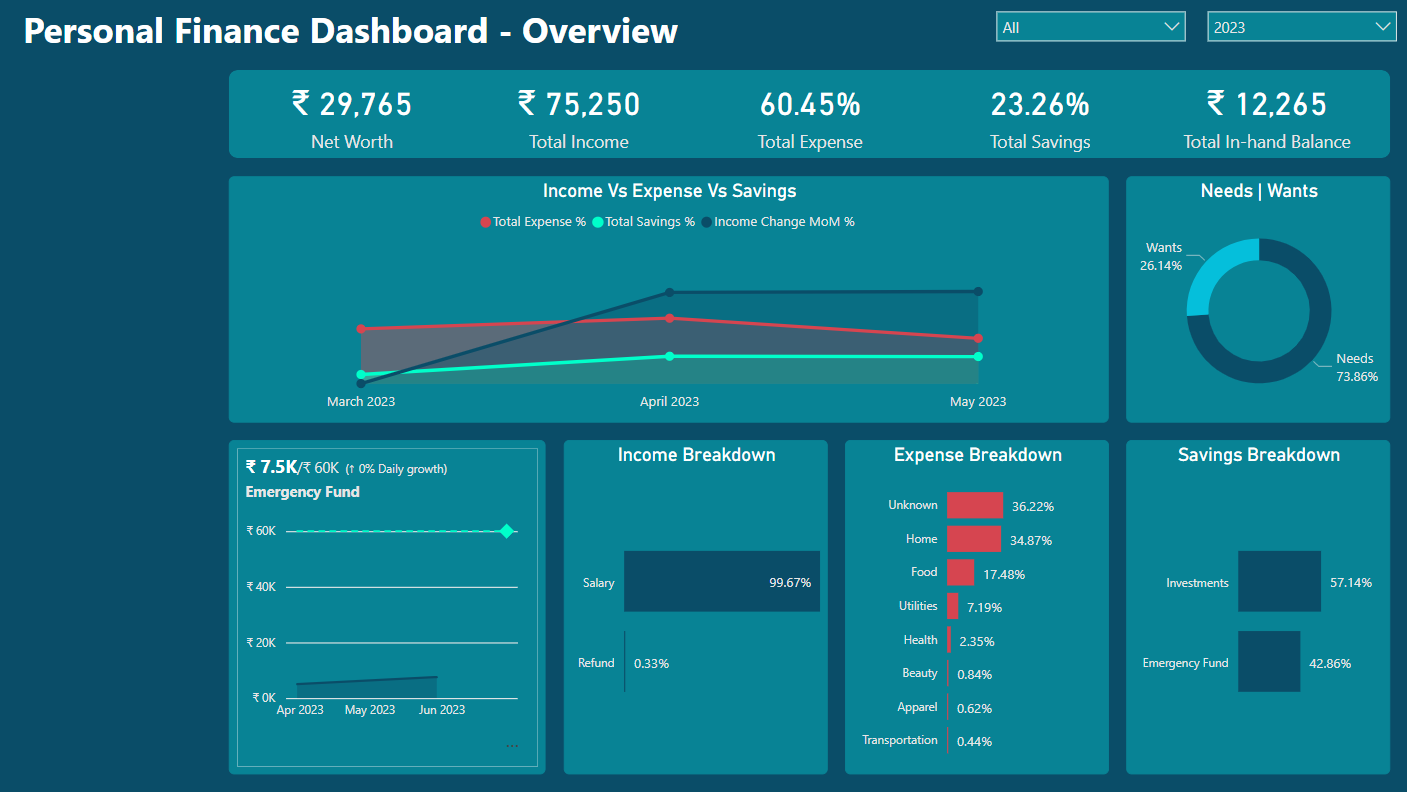 Personal Finance Dashboard - Overview
All
2023
₹ 29,765
Net Worth
₹ 75,250
Total Income
60.45%
Total Expense
23.26%
Total Savings
₹ 12,265
Total In-hand Balance
Income Vs Expense Vs Savings
Total Expense % Total Savings % Income Change MoM %
March 2023
April 2023
May 2023
Needs | Wants
Wants
26.14%
Needs
73.86%
₹ 7.5K/₹ 60K (↑ 0% Daily growth)
Emergency Fund
₹ 60K
₹ 40K
₹ 20K
₹ 0K
Apr 2023
May 2023
Jun 2023
...
Income Breakdown
Salary 99.67%
Refund 0.33%
Expense Breakdown
Unknown 36.22%
Home 34.87%
Food 17.48%
Utilities 7.19%
Health 2.35%
Beauty 0.84%
Apparel 0.62%
Transportation 0.44%
Savings Breakdown
Investments 57.14%
Emergency Fund 42.86%